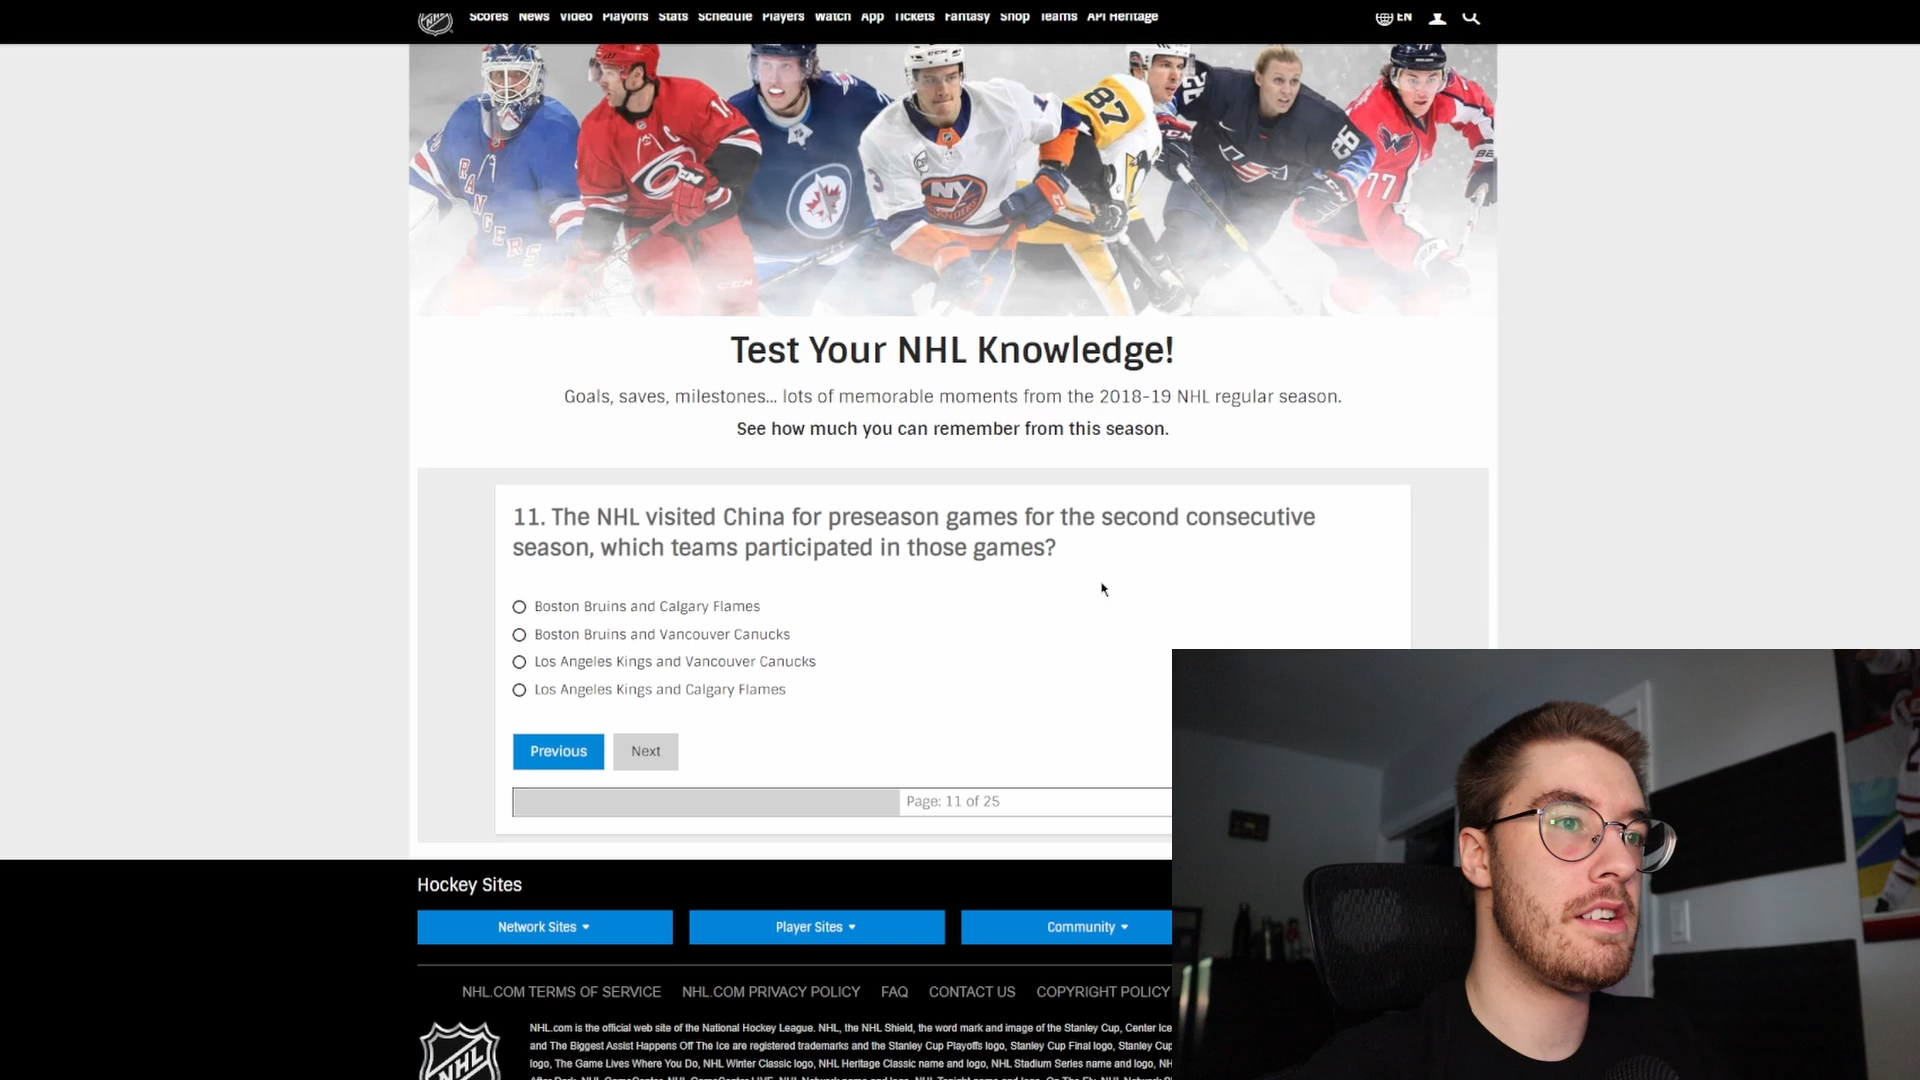 Scores News Video Playoffs Stats Schedule Players Watch App Tickets Fantasy Shop Teams API Heritage
EN
NHL
87
26
77
RANGERS
NY
Test Your NHL Knowledge!
Goals, saves, milestones... lots of memorable moments from the 2018-19 NHL regular season.
See how much you can remember from this season.
11. The NHL visited China for preseason games for the second consecutive
season, which teams participated in those games?
Boston Bruins and Calgary Flames
Boston Bruins and Vancouver Canucks
Los Angeles Kings and Vancouver Canucks
Los Angeles Kings and Calgary Flames
Previous Next
Page: 11 of 25
Hockey Sites
Network Sites Player Sites Community
NHL.COM TERMS OF SERVICE NHL.COM PRIVACY POLICY FAQ CONTACT US COPYRIGHT POLICY
NHL
NHL.com is the official web site of the National Hockey League. NHL, the NHL Shield, the word mark and image of the Stanley Cup, Center Ice
and The Biggest Assist Happens Off The Ice are registered trademarks and the Stanley Cup Playoffs logo, Stanley Cup Final logo, Stanley Cup
logo, The Game Lives Where You Do, NHL Winter Classic logo, NHL Heritage Classic name and logo, NHL Stadium Series name and logo, NH